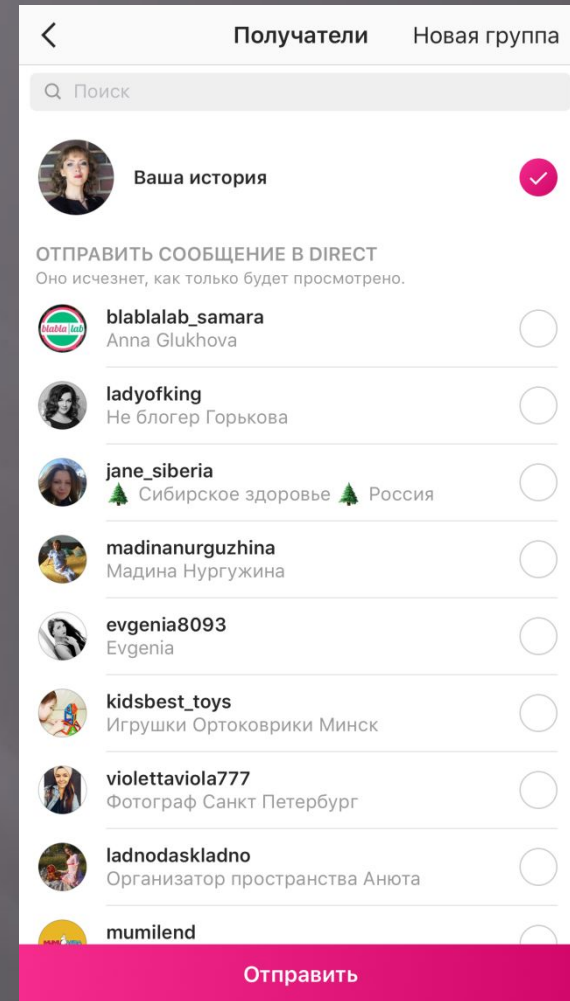 Получатели Новая группа
Поиск
Ваша история
ОТПРАВИТЬ СООБЩЕНИЕ В DIRECT
Оно исчезнет, как только будет просмотрено.
blabla lab
blablalab_samara
Anna Glukhova
ladyofking
Не блогер Горькова
jane_siberia
🌲 Сибирское здоровье 🌲 Россия
madinanurguzhina
Мадина Нургужина
evgenia8093
Evgenia
kidsbest_toys
Игрушки Ортоковрики Минск
violettaviola777
Фотограф Санкт Петербург
ladnodaskladno
Организатор пространства Анюта
mumilend
Отправить